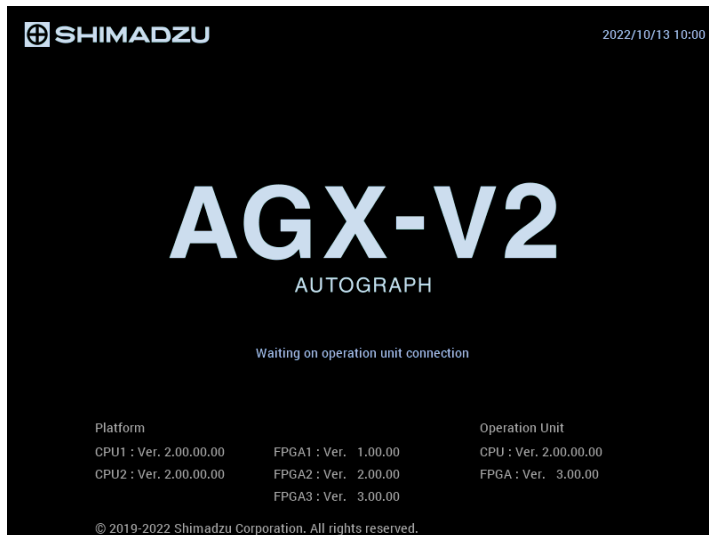 SHIMADZU
2022/10/13 10:00
AGX-V2
AUTOGRAPH
Waiting on operation unit connection
Platform
Operation Unit
CPU1 : Ver. 2.00.00.00 FPGA1 : Ver. 1.00.00 CPU : Ver. 2.00.00.00
CPU2 : Ver. 2.00.00.00 FPGA2 : Ver. 2.00.00 FPGA : Ver. 3.00.00
FPGA3 : Ver. 3.00.00
© 2019-2022 Shimadzu Corporation. All rights reserved.